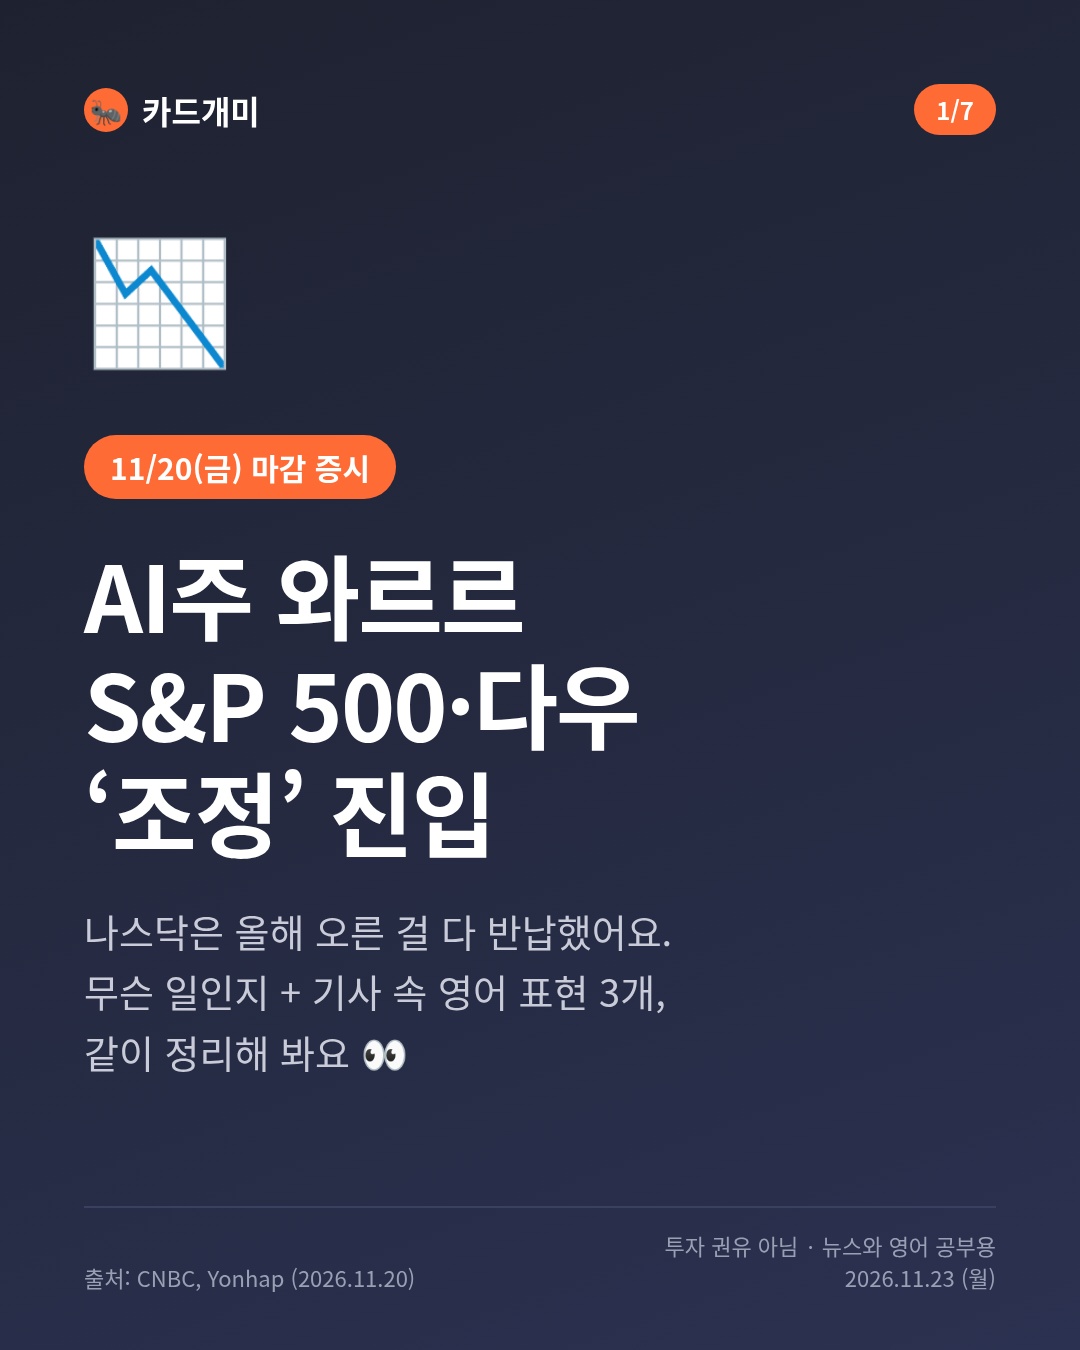 카드개미
1/7
11/20(금) 마감 증시
AI주 와르르
S&P 500·다우
‘조정’ 진입
나스닥은 올해 오른 걸 다 반납했어요.
무슨 일인지 + 기사 속 영어 표현 3개,
같이 정리해 봐요 👀
투자 권유 아님 · 뉴스와 영어 공부용
출처: CNBC, Yonhap (2026.11.20)
2026.11.23 (월)